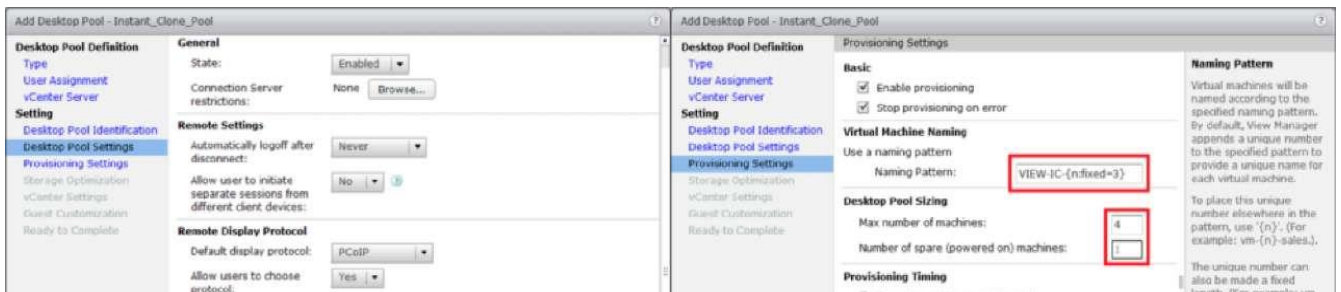 Add Desktop Pool - Instant_Clone_Pool
?
Desktop Pool Definition
Type
User Assignment
vCenter Server
Setting
Desktop Pool Identification
Desktop Pool Settings
Provisioning Settings
Storage Optimization
vCenter Settings
Guest Customization
Ready to Complete
General
State:
Enabled
Connection Server
restrictions:
None
Browse...
Remote Settings
Automatically logoff after
disconnect:
Never
Allow user to initiate
separate sessions from
different client devices:
No
?
Remote Display Protocol
Default display protocol:
PCoIP
Allow users to choose
protocol:
Yes
Add Desktop Pool - Instant_Clone_Pool
?
Desktop Pool Definition
Type
User Assignment
vCenter Server
Setting
Desktop Pool Identification
Desktop Pool Settings
Provisioning Settings
Storage Optimization
vCenter Settings
Guest Customization
Ready to Complete
Provisioning Settings
Basic
Enable provisioning
Stop provisioning on error
Virtual Machine Naming
Use a naming pattern
Naming Pattern:
VIEW-IC-{n:fixed=3}
Desktop Pool Sizing
Max number of machines:
4
Number of spare (powered on) machines:
1
Provisioning Timing
Naming Pattern
Virtual machines will be
named according to the
specified naming pattern.
By default, View Manager
appends a unique number
to the specified pattern to
provide a unique name for
each virtual machine.
To place this unique
number elsewhere in the
pattern, use '{n}'. (For
example: vm-{n}-sales.).
The unique number can
also be made a fixed